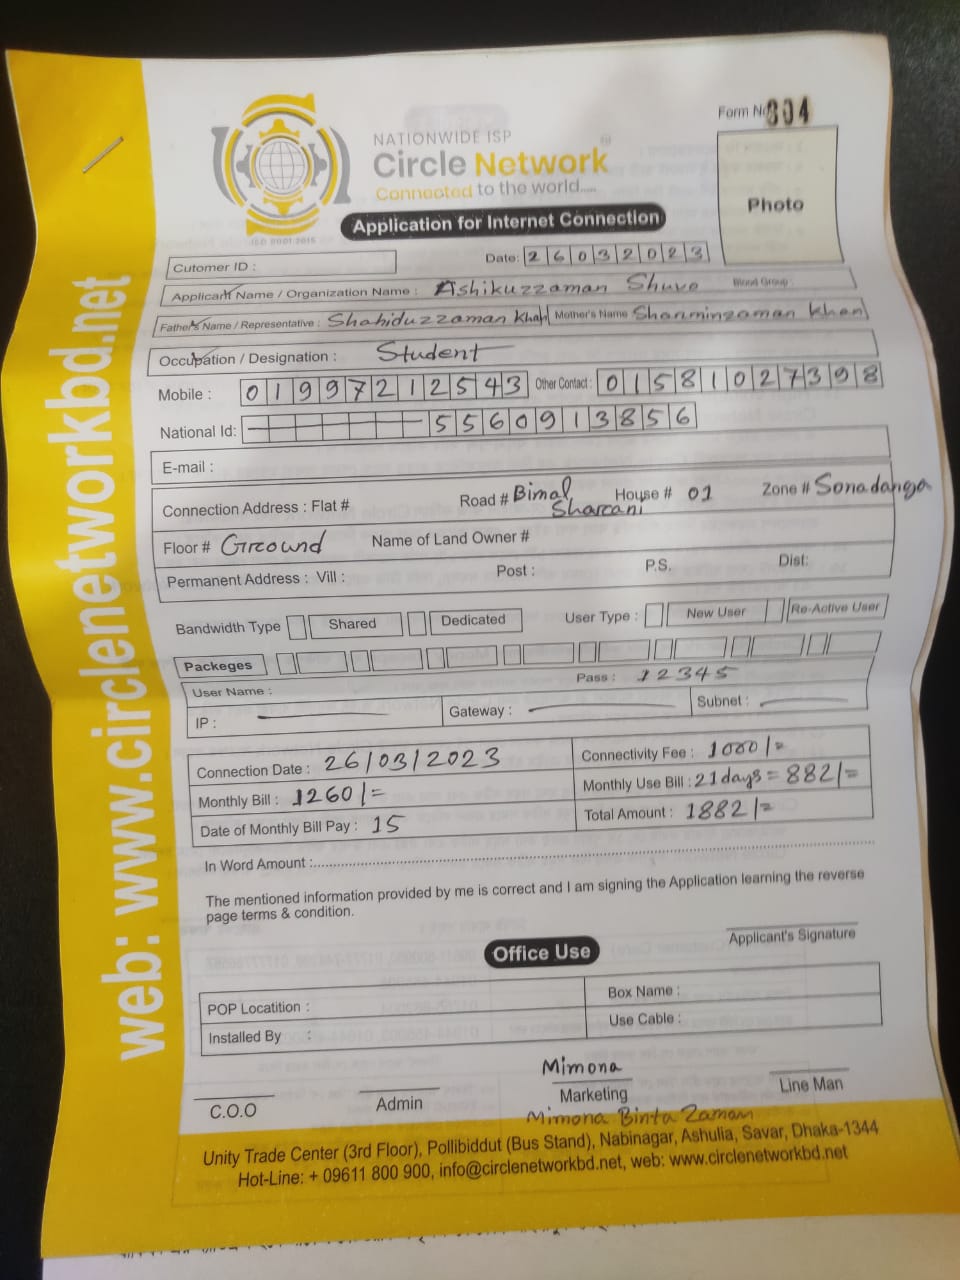 Form No 304
NATIONWIDE ISP
Circle Network
Connected to the world.....
ISO 9001:2015
Photo
Application for Internet Connection
Cutomer ID :
Date: 26032023
Applicant Name / Organization Name : Ashikuzzaman Shuvo Blood Group :
Father's Name / Representative : Shahiduzzaman Khan Mother's Name Sharminzaman Khan
Occupation / Designation : Student
Mobile : 01997212543 Other Contact : 01581027398
National Id: 5560913856
E-mail :
Connection Address : Flat # Road # Bimal Sharani House # 01 Zone # Sonadanga
Floor # Ground Name of Land Owner #
Permanent Address : Vill : Post : P.S. Dist:
Bandwidth Type Shared Dedicated User Type : New User Re-Active User
Packeges
User Name : Pass : 12345
IP : Gateway : Subnet :
Connection Date : 26/03/2023 Connectivity Fee : 1000/=
Monthly Bill : 1260/= Monthly Use Bill : 21days = 882/=
Date of Monthly Bill Pay : 15 Total Amount : 1882/=
In Word Amount :
The mentioned information provided by me is correct and I am signing the Application learning the reverse
page terms & condition.
Applicant's Signature
Office Use
POP Locatition : Box Name :
Installed By : Use Cable :
Mimona
C.O.O Admin Marketing Line Man
Mimona Binta Zaman
Unity Trade Center (3rd Floor), Pollibiddut (Bus Stand), Nabinagar, Ashulia, Savar, Dhaka-1344
Hot-Line: + 09611 800 900, info@circlenetworkbd.net, web: www.circlenetworkbd.net
web: www.circlenetworkbd.net